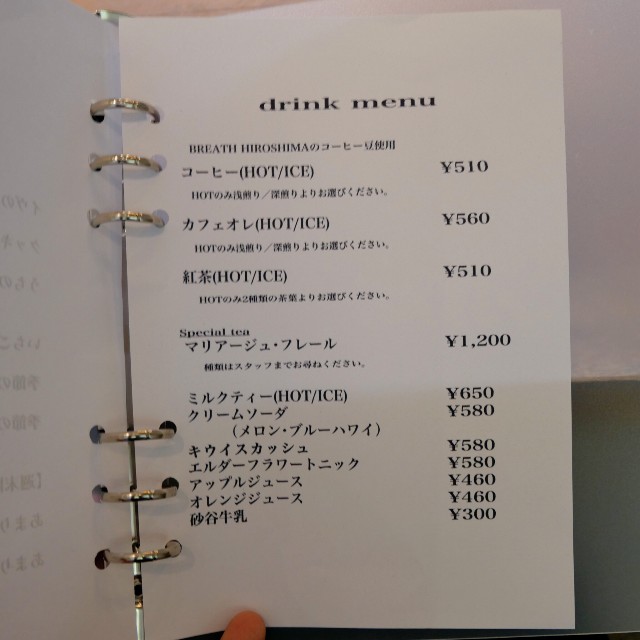 drink menu
BREATH HIROSHIMAのコーヒー豆使用
コーヒー(HOT/ICE) ¥510
HOTのみ浅煎り／深煎りよりお選びください。
カフェオレ(HOT/ICE) ¥560
HOTのみ浅煎り／深煎りよりお選びください。
紅茶(HOT/ICE) ¥510
HOTのみ2種類の茶葉よりお選びください。
Special tea
マリアージュ・フレール ¥1,200
種類はスタッフまでお尋ねください。
ミルクティー(HOT/ICE) ¥650
クリームソーダ ¥580
（メロン・ブルーハワイ）
キウイスカッシュ ¥580
エルダーフラワートニック ¥580
アップルジュース ¥460
オレンジジュース ¥460
砂谷牛乳 ¥300